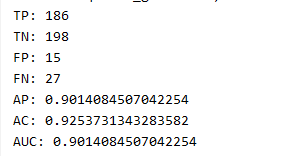 TP: 186
TN: 198
FP: 15
FN: 27
AP: 0.9014084507042254
AC: 0.9253731343283582
AUC: 0.9014084507042254